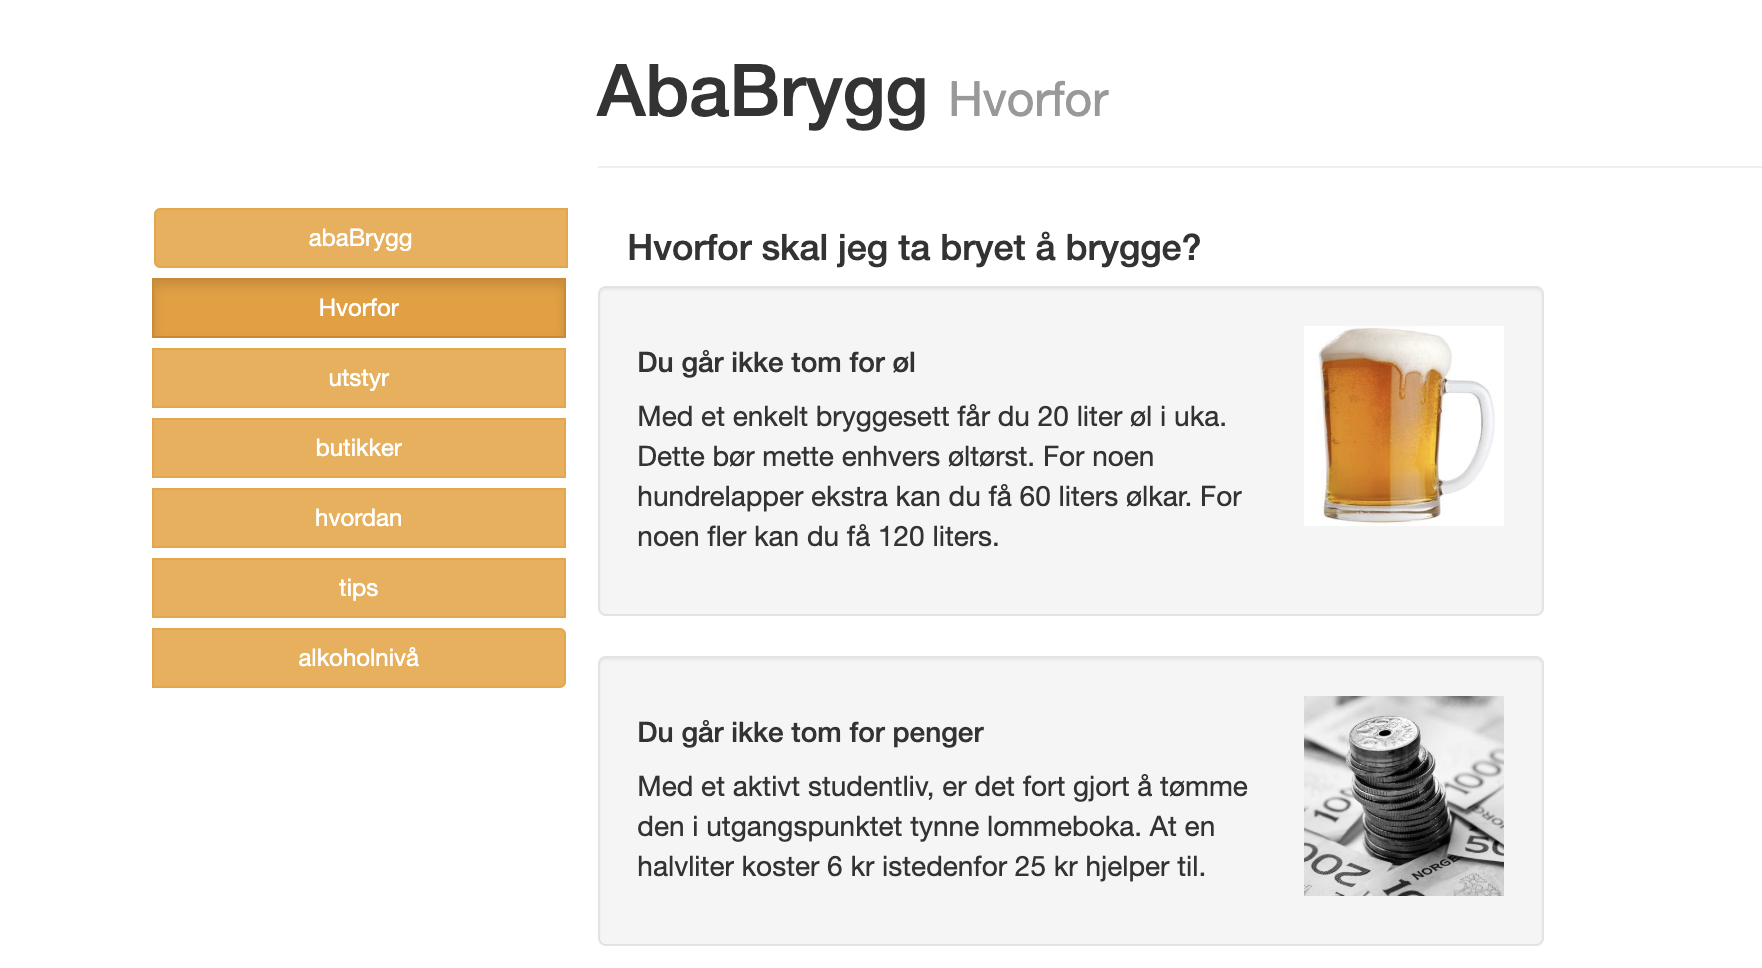 AbaBrygg Hvorfor
abaBrygg
Hvorfor
utstyr
butikker
hvordan
tips
alkoholnivå
Hvorfor skal jeg ta bryet å brygge?
Du går ikke tom for øl
Med et enkelt bryggesett får du 20 liter øl i uka.
Dette bør mette enhvers øltørst. For noen
hundrelapper ekstra kan du få 60 liters ølkar. For
noen fler kan du få 120 liters.
Du går ikke tom for penger
Med et aktivt studentliv, er det fort gjort å tømme
den i utgangspunktet tynne lommeboka. At en
halvliter koster 6 kr istedenfor 25 kr hjelper til.
1000
200
50
NORGE